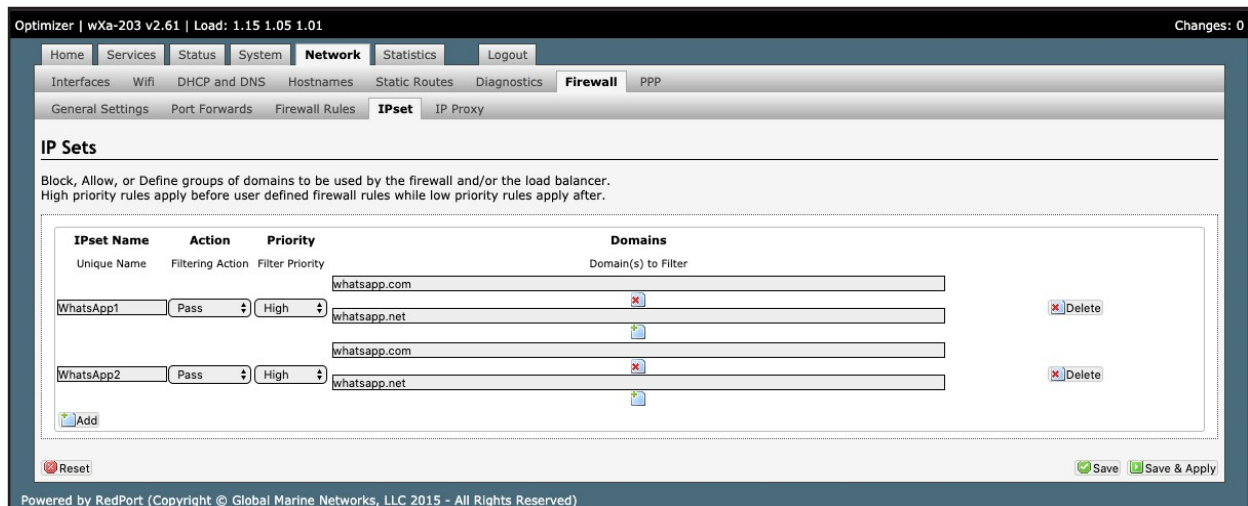 Optimizer | wXa-203 v2.61 | Load: 1.15 1.05 1.01 Changes: 0
Home Services Status System Network Statistics Logout
Interfaces Wifi DHCP and DNS Hostnames Static Routes Diagnostics Firewall PPP
General Settings Port Forwards Firewall Rules IPset IP Proxy
IP Sets
Block, Allow, or Define groups of domains to be used by the firewall and/or the load balancer.
High priority rules apply before user defined firewall rules while low priority rules apply after.
IPset Name Action Priority Domains
Unique Name Filtering Action Filter Priority Domain(s) to Filter
whatsapp.com
WhatsApp1 Pass High Delete
whatsapp.net
whatsapp.com
WhatsApp2 Pass High Delete
whatsapp.net
Add
Reset Save Save & Apply
Powered by RedPort (Copyright © Global Marine Networks, LLC 2015 - All Rights Reserved)